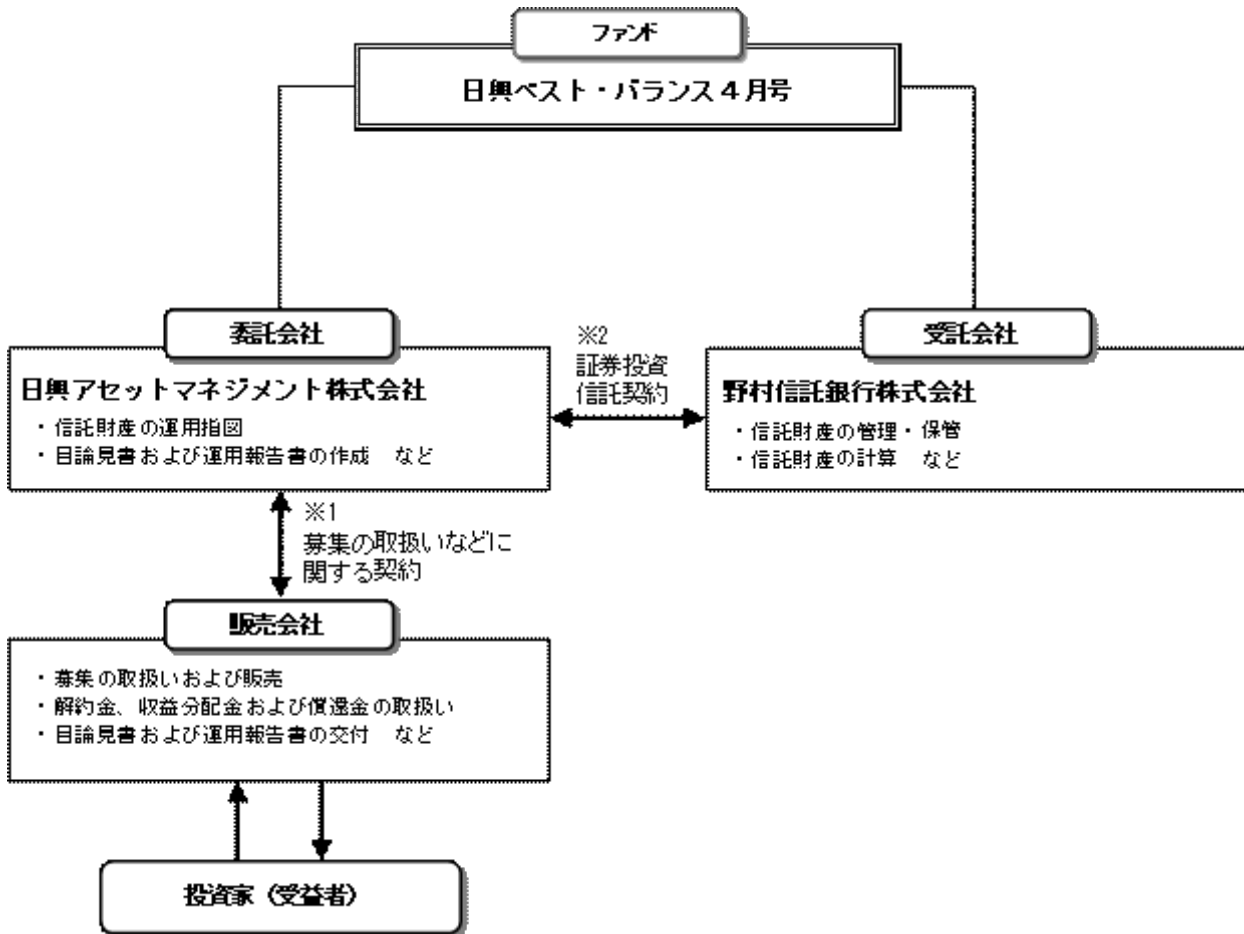 ファンド
日興ベスト・バランス４月号
委託会社
日興アセットマネジメント株式会社
・信託財産の運用指図
・目論見書および運用報告書の作成　など
※2
証券投資
信託契約
受託会社
野村信託銀行株式会社
・信託財産の管理・保管
・信託財産の計算　など
※1
募集の取扱いなどに
関する契約
販売会社
・募集の取扱いおよび販売
・解約金、収益分配金および償還金の取扱い
・目論見書および運用報告書の交付　など
投資家（受益者）